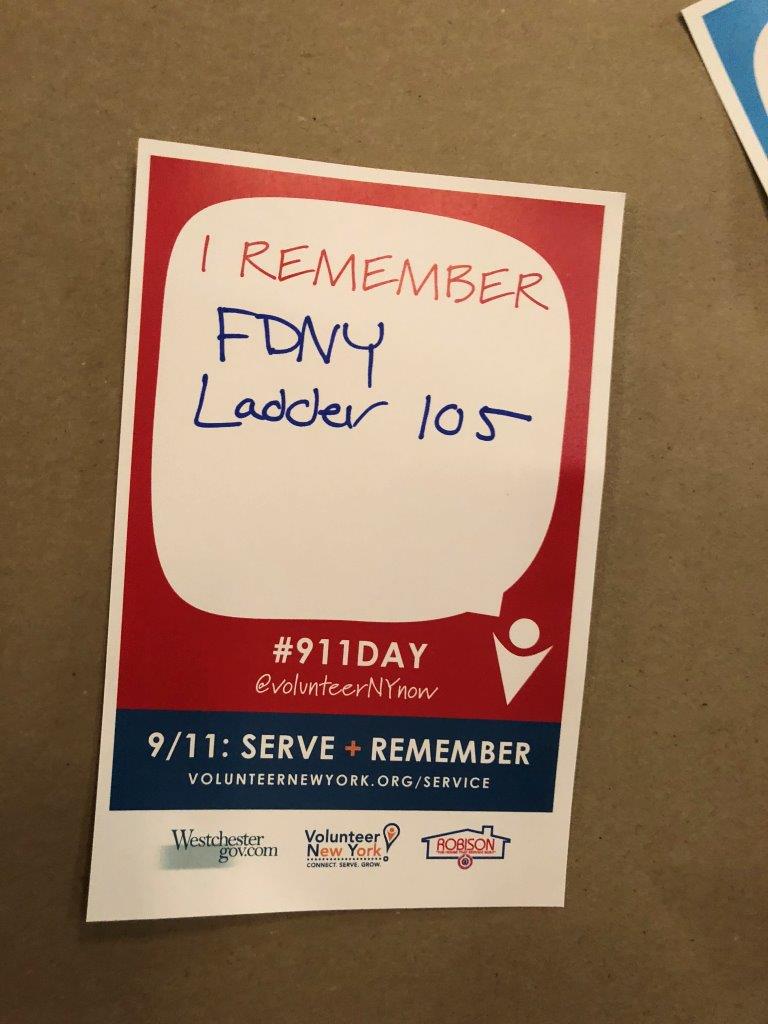 I REMEMBER
FDNY
Ladder 105
#911DAY
@volunteerNYnow
9/11: SERVE + REMEMBER
VOLUNTEERNEWYORK.ORG/SERVICE
Westchester
gov.com
Volunteer
New York!
CONNECT. SERVE. GROW.
ROBISON